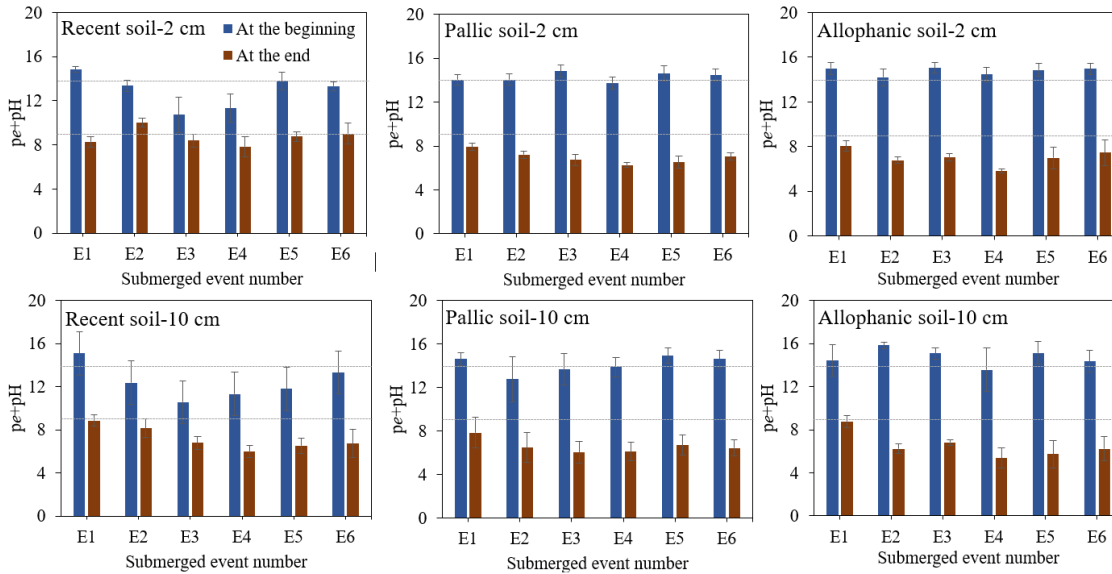 Recent soil-2 cm
At the beginning
At the end
pe+pH
20
16
12
8
4
0
E1 E2 E3 E4 E5 E6
Submerged event number
Pallic soil-2 cm
pe+pH
20
16
12
8
4
0
E1 E2 E3 E4 E5 E6
Submerged event number
Allophanic soil-2 cm
pe+pH
20
16
12
8
4
0
E1 E2 E3 E4 E5 E6
Submerged event number
Recent soil-10 cm
pe+pH
20
16
12
8
4
0
E1 E2 E3 E4 E5 E6
Submerged event number
Pallic soil-10 cm
pe+pH
20
16
12
8
4
0
E1 E2 E3 E4 E5 E6
Submerged event number
Allophanic soil-10 cm
pe+pH
20
16
12
8
4
0
E1 E2 E3 E4 E5 E6
Submerged event number